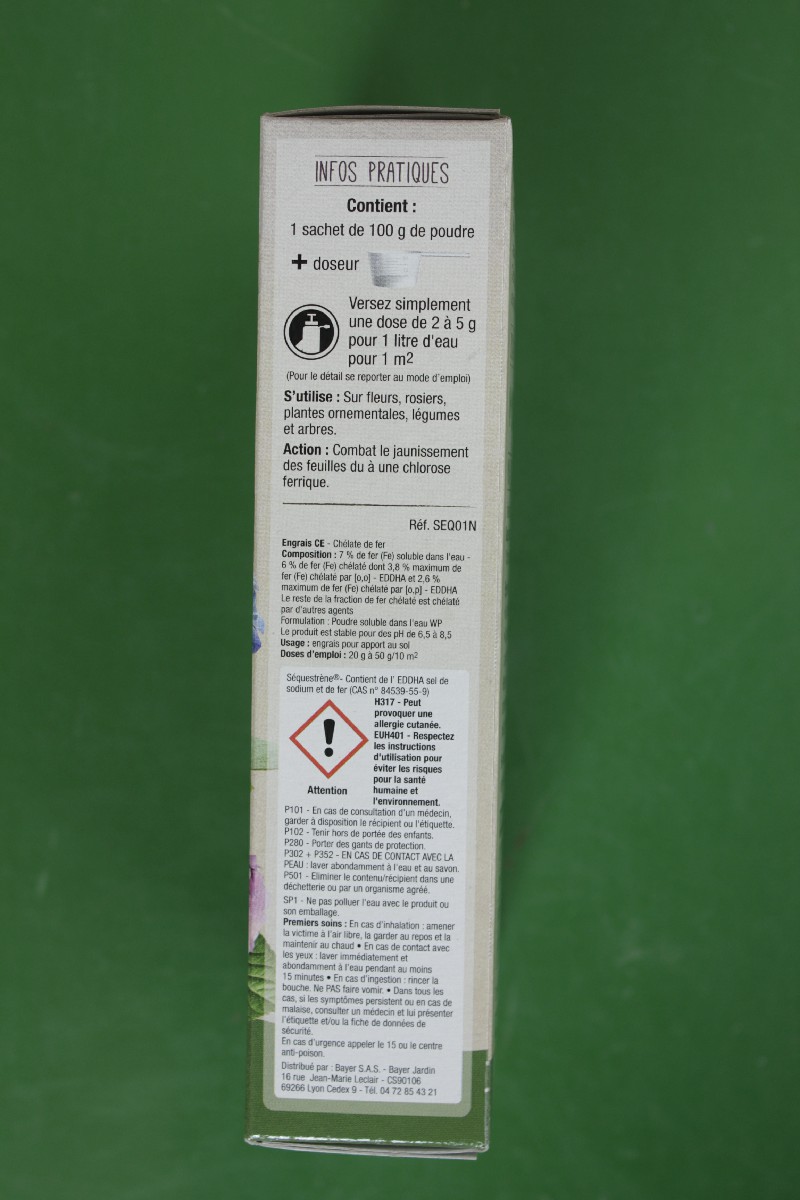 INFOS PRATIQUES
Contient :
1 sachet de 100 g de poudre
+ doseur
Versez simplement
une dose de 2 à 5 g
pour 1 litre d'eau
pour 1 m2
(Pour le détail se reporter au mode d'emploi)
S'utilise : Sur fleurs, rosiers,
plantes ornementales, légumes
et arbres.
Action : Combat le jaunissement
des feuilles du à une chlorose
ferrique.
Réf. SEQ01N
Engrais CE - Chélate de fer
Composition : 7 % de fer (Fe) soluble dans l'eau -
6 % de fer (Fe) chélaté dont 3,8 % maximum de
fer (Fe) chélaté par [o,o] - EDDHA et 2,6 %
maximum de fer (Fe) chélaté par [o,p] - EDDHA
Le reste de la fraction de fer chélaté est chélaté
par d'autres agents
Formulation : Poudre soluble dans l'eau WP
Le produit est stable pour des pH de 6,5 à 8,5
Usage : engrais pour apport au sol
Doses d'emploi : 20 g à 50 g/10 m2
Séquestrène®- Contient de l' EDDHA sel de
sodium et de fer (CAS n° 84539-55-9)
H317 - Peut
provoquer une
allergie cutanée.
EUH401 - Respectez
les instructions
d'utilisation pour
éviter les risques
pour la santé
humaine et
l'environnement.
Attention
P101 - En cas de consultation d'un médecin,
garder à disposition le récipient ou l'étiquette.
P102 - Tenir hors de portée des enfants.
P280 - Porter des gants de protection.
P302 + P352 - EN CAS DE CONTACT AVEC LA
PEAU : laver abondamment à l'eau et au savon.
P501 - Eliminer le contenu/récipient dans une
déchetterie ou par un organisme agréé.
SP1 - Ne pas polluer l'eau avec le produit ou
son emballage.
Premiers soins : En cas d'inhalation : amener
la victime à l'air libre, la garder au repos et la
maintenir au chaud • En cas de contact avec
les yeux : laver immédiatement et
abondamment à l'eau pendant au moins
15 minutes • En cas d'ingestion : rincer la
bouche. Ne PAS faire vomir. • Dans tous les
cas, si les symptômes persistent ou en cas de
malaise, consulter un médecin et lui présenter
l'étiquette et/ou la fiche de données de
sécurité.
En cas d'urgence appeler le 15 ou le centre
anti-poison.
Distribué par : Bayer S.A.S. - Bayer Jardin
16 rue Jean-Marie Leclair - CS90106
69266 Lyon Cedex 9 - Tél. 04 72 85 43 21